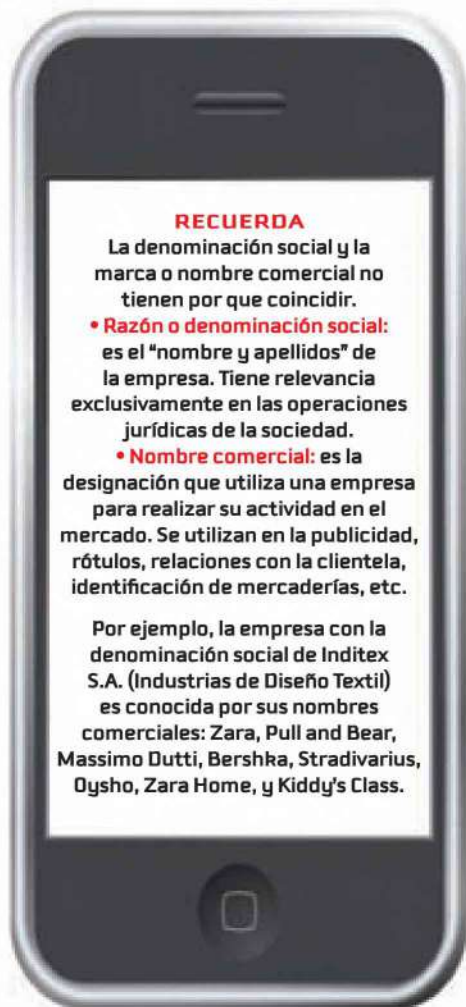 RECUERDA
La denominación social y la
marca o nombre comercial no
tienen por que coincidir.
• Razón o denominación social:
es el "nombre y apellidos" de
la empresa. Tiene relevancia
exclusivamente en las operaciones
jurídicas de la sociedad.
• Nombre comercial: es la
designación que utiliza una empresa
para realizar su actividad en el
mercado. Se utilizan en la publicidad,
rótulos, relaciones con la clientela,
identificación de mercaderías, etc.
Por ejemplo, la empresa con la
denominación social de Inditex
S.A. (Industrias de Diseño Textil)
es conocida por sus nombres
comerciales: Zara, Pull and Bear,
Massimo Dutti, Bershka, Stradivarius,
Oysho, Zara Home, y Kiddy's Class.